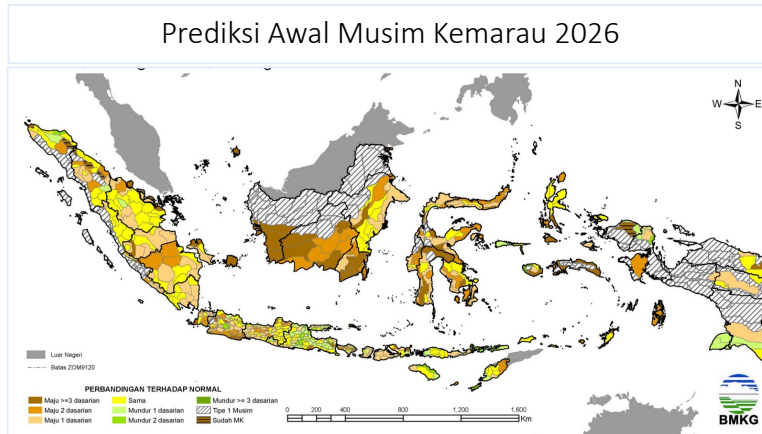 Prediksi Awal Musim Kemarau 2026
N
W E
S
Luar Negeri
Batas ZOM9120
PERBANDINGAN TERHADAP NORMAL
Maju >=3 dasarian
Sama
Mundur >= 3 dasarian
Maju 2 dasarian
Mundur 1 dasarian
Tipe 1 Musim
Maju 1 dasarian
Mundur 2 dasarian
Sudah MK
0 200 400 800 1,200 1,600
Km
BMKG